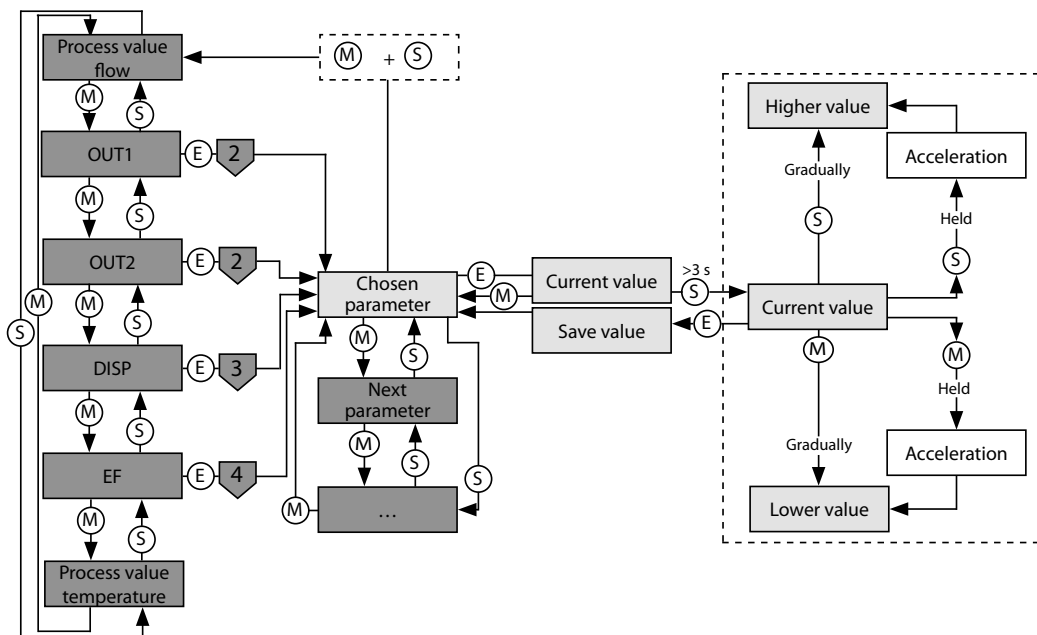 Process value
flow
M
S
OUT1
E
2
M
S
OUT2
E
2
M
S
DISP
E
3
M
S
EF
E
4
M
S
Process value
temperature
S
M
M + S
Chosen
parameter
M
S
Next
parameter
M
S
...
M
S
E
M
Current value
Save value
>3 s
S
E
Current value
Higher value
Gradually
S
Acceleration
Held
S
M
Gradually
Lower value
M
Held
Acceleration